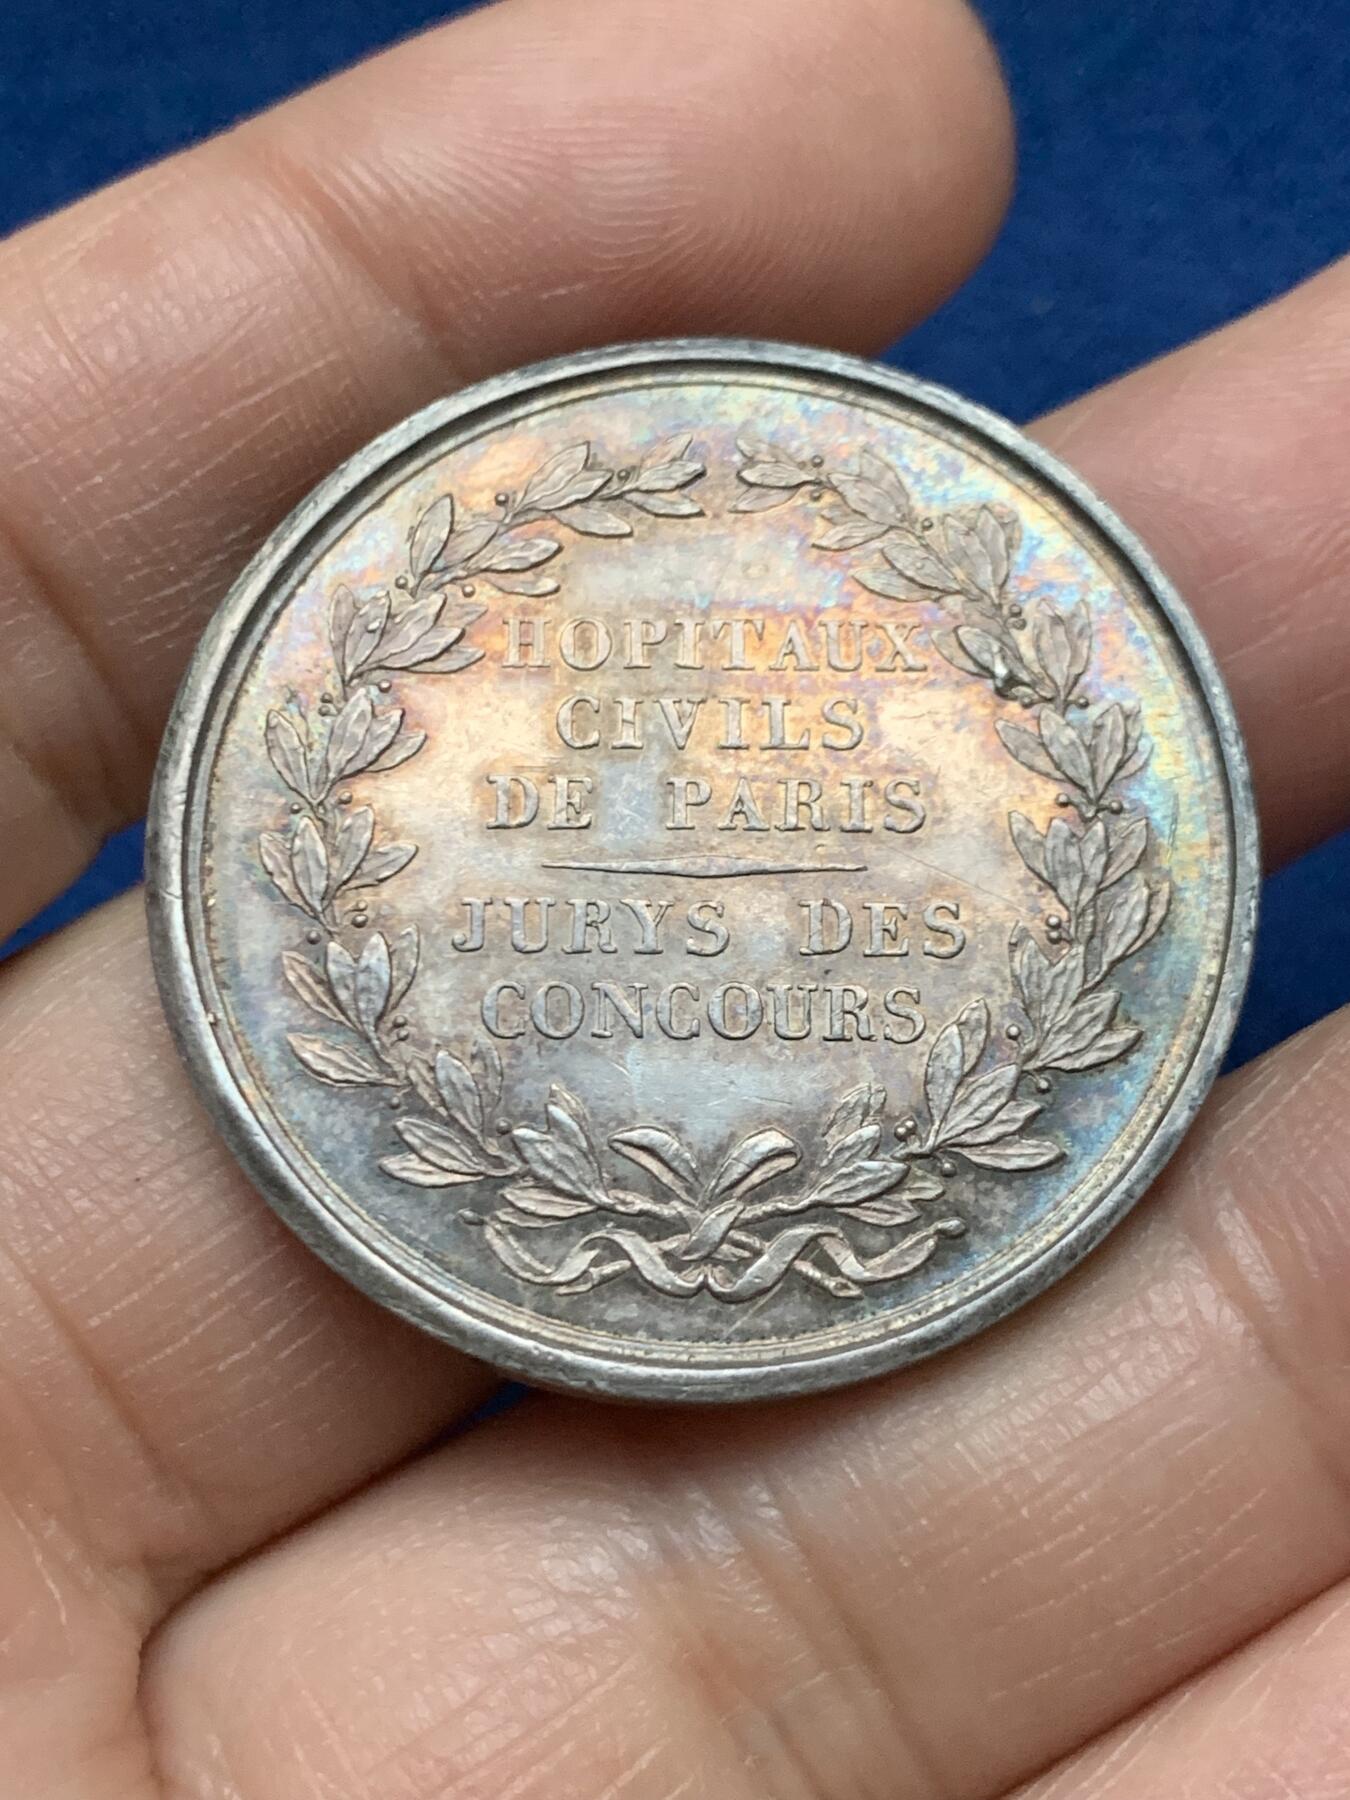 HOPITAUX
CIVILS
DE PARIS
JURYS DES
CONCOURS